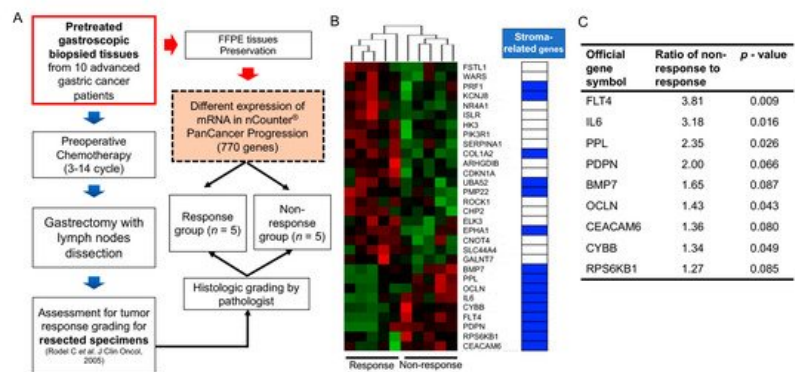 A
Pretreated
gastroscopic
biopsied tissues
from 10 advanced
gastric cancer
patients
Preoperative
Chemotherapy
(3-14 cycle)
Gastrectomy with
lymph nodes
dissection
Assessment for tumor
response grading for
resected specimens
(Rodel C et al. J Clin Oncol,
2005)
FFPE tissues
Preservation
Different expression of
mRNA in nCounter®
PanCancer Progression
(770 genes)
Response
group (n = 5)
Non-
response
group (n = 5)
Histologic grading by
pathologist
B
Stroma-
related genes
FSTL1
WARS
PRF1
KCNJ8
NR4A1
ISLR
HK3
PIK3R1
SERPINA1
COL1A2
ARHGDIB
CDKN1A
UBA52
PMP22
ROCK1
CHP2
ELK3
EPHA1
CNOT4
SLC44A4
GALNT7
BMP7
PPL
OCLN
IL6
CYBB
FLT4
PDPN
RPS6KB1
CEACAM6
Response Non-response
C
Official gene symbol Ratio of non-response to response p - value
FLT4 3.81 0.009
IL6 3.18 0.016
PPL 2.35 0.026
PDPN 2.00 0.066
BMP7 1.65 0.087
OCLN 1.43 0.043
CEACAM6 1.36 0.080
CYBB 1.34 0.049
RPS6KB1 1.27 0.085